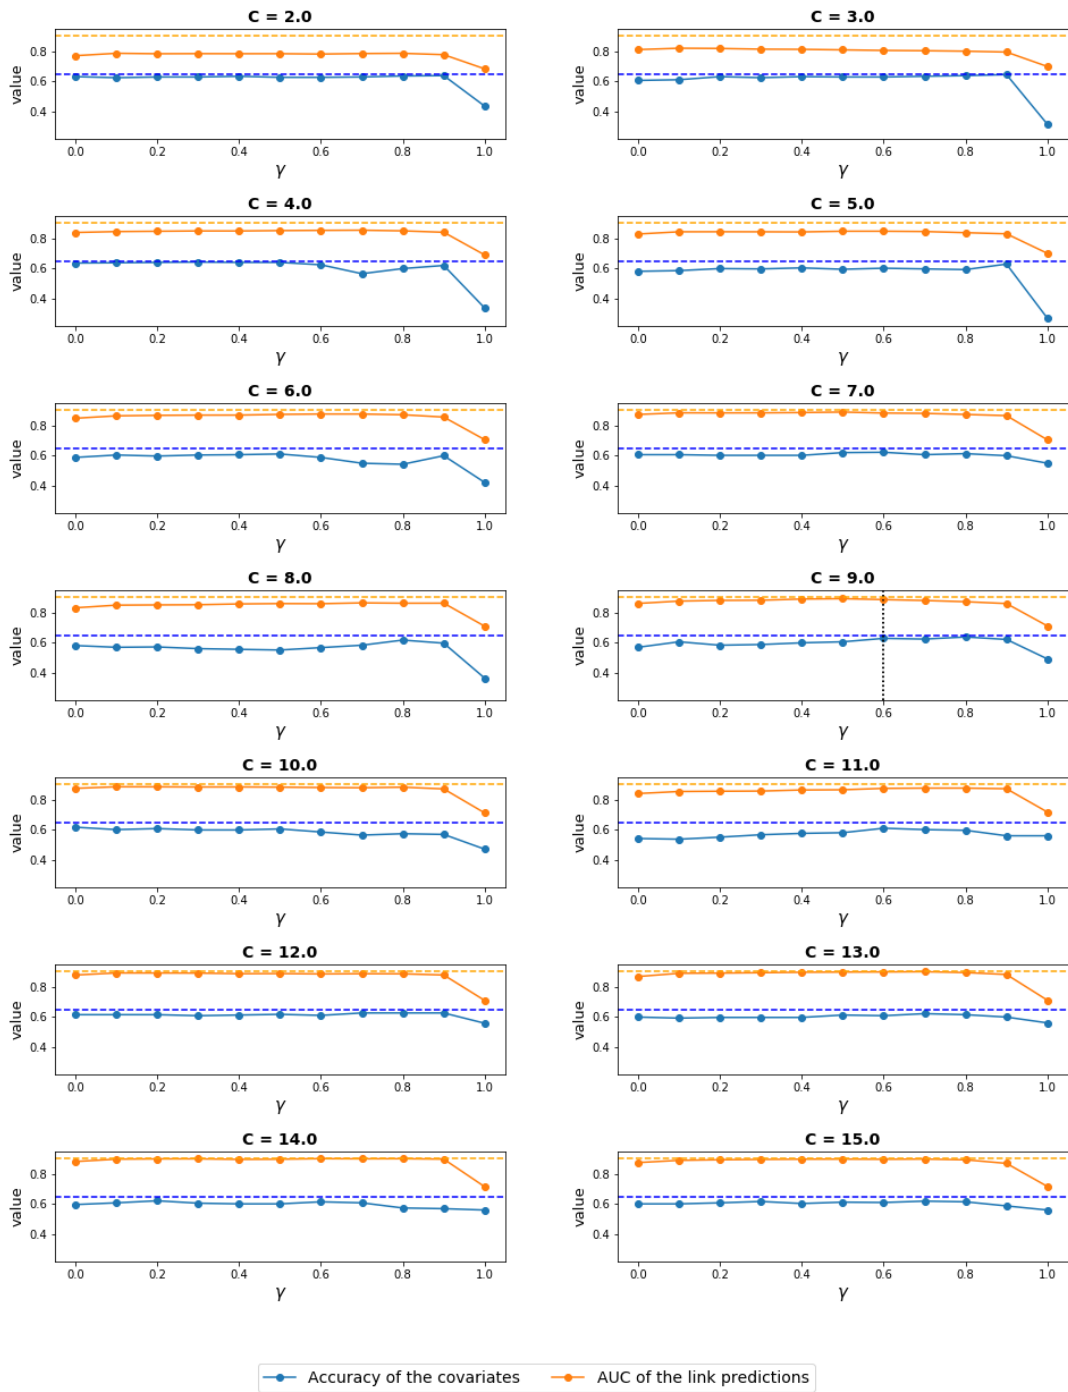 C = 2.0
value
0.8
0.6
0.4
0.0 0.2 0.4 0.6 0.8 1.0
γ
C = 3.0
value
0.8
0.6
0.4
0.0 0.2 0.4 0.6 0.8 1.0
γ
C = 4.0
value
0.8
0.6
0.4
0.0 0.2 0.4 0.6 0.8 1.0
γ
C = 5.0
value
0.8
0.6
0.4
0.0 0.2 0.4 0.6 0.8 1.0
γ
C = 6.0
value
0.8
0.6
0.4
0.0 0.2 0.4 0.6 0.8 1.0
γ
C = 7.0
value
0.8
0.6
0.4
0.0 0.2 0.4 0.6 0.8 1.0
γ
C = 8.0
value
0.8
0.6
0.4
0.0 0.2 0.4 0.6 0.8 1.0
γ
C = 9.0
value
0.8
0.6
0.4
0.0 0.2 0.4 0.6 0.8 1.0
γ
C = 10.0
value
0.8
0.6
0.4
0.0 0.2 0.4 0.6 0.8 1.0
γ
C = 11.0
value
0.8
0.6
0.4
0.0 0.2 0.4 0.6 0.8 1.0
γ
C = 12.0
value
0.8
0.6
0.4
0.0 0.2 0.4 0.6 0.8 1.0
γ
C = 13.0
value
0.8
0.6
0.4
0.0 0.2 0.4 0.6 0.8 1.0
γ
C = 14.0
value
0.8
0.6
0.4
0.0 0.2 0.4 0.6 0.8 1.0
γ
C = 15.0
value
0.8
0.6
0.4
0.0 0.2 0.4 0.6 0.8 1.0
γ
Accuracy of the covariates
AUC of the link predictions